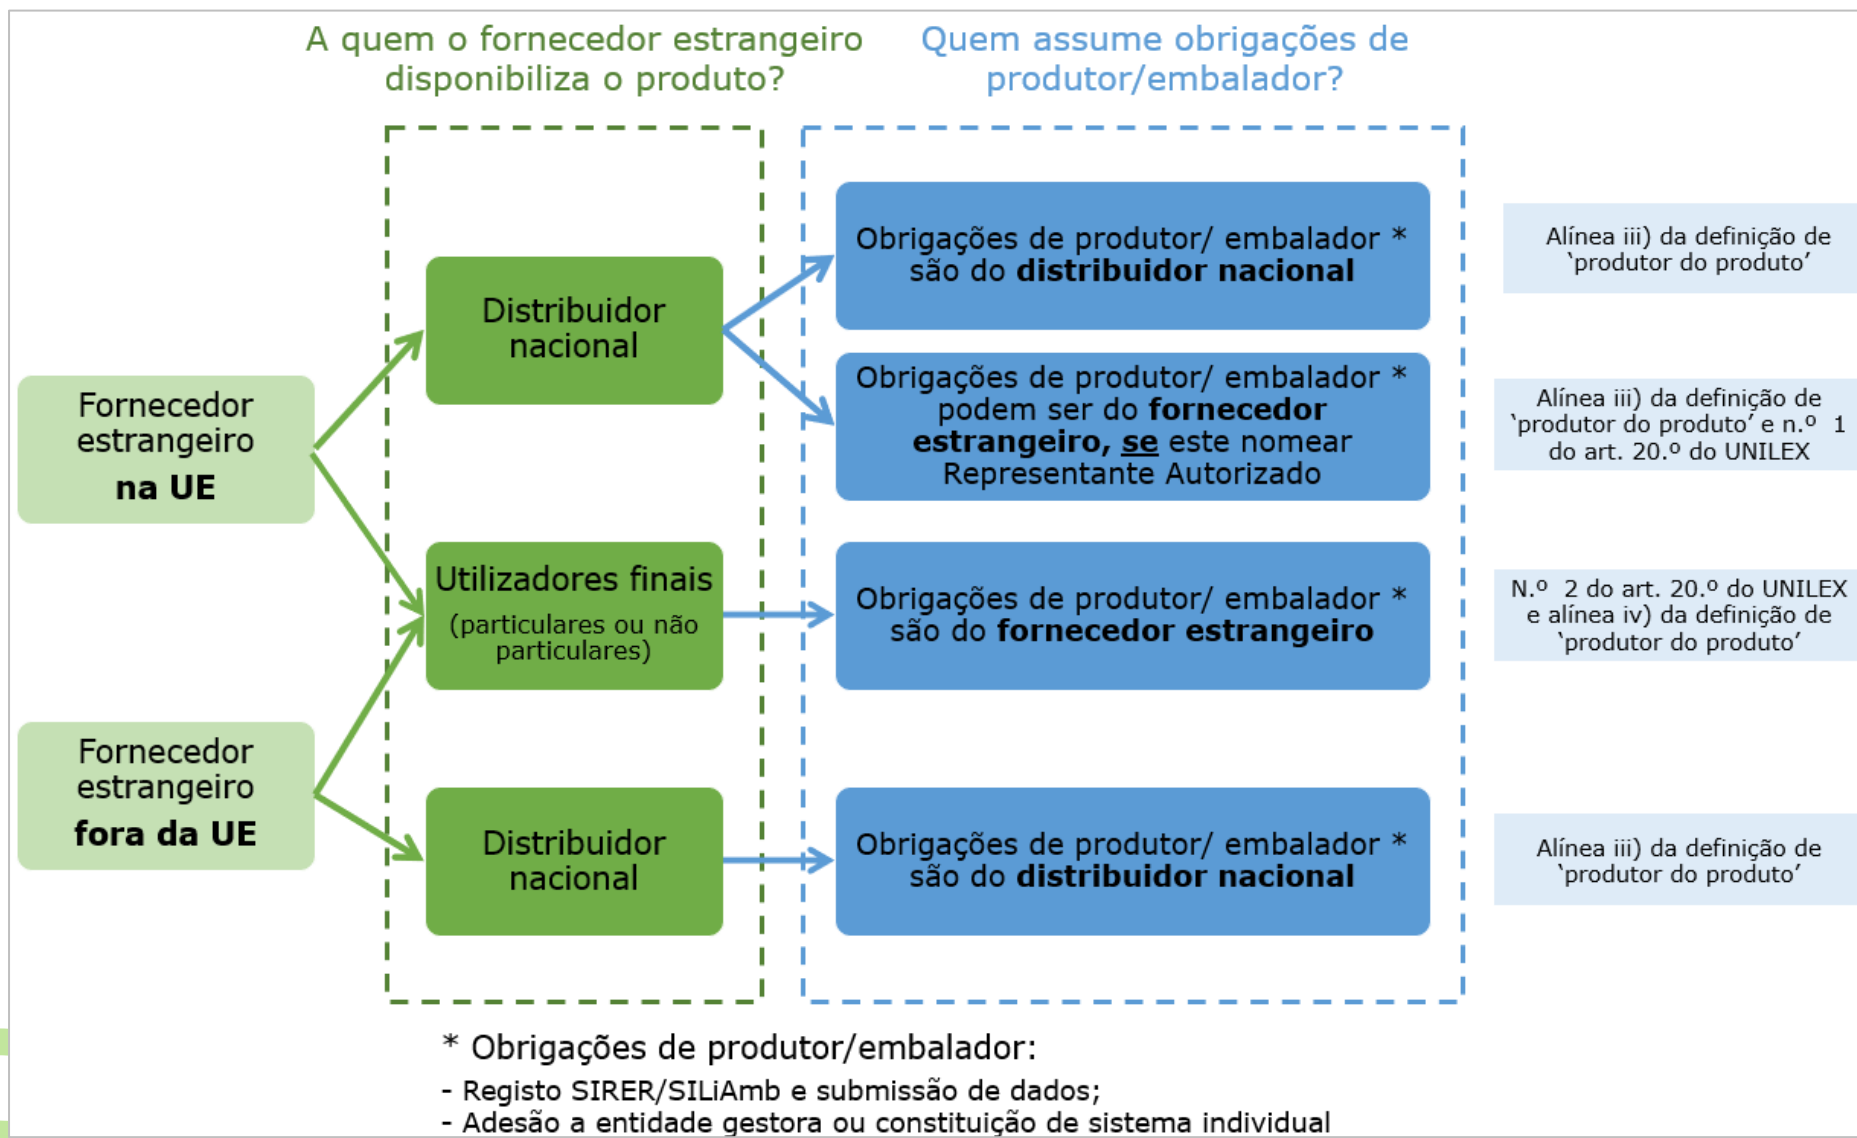 A quem o fornecedor estrangeiro
disponibiliza o produto?
Quem assume obrigações de
produtor/embalador?
Fornecedor
estrangeiro
na UE
Distribuidor
nacional
Obrigações de produtor/ embalador *
são do distribuidor nacional
Alínea iii) da definição de
‘produtor do produto’
Obrigações de produtor/ embalador *
podem ser do fornecedor
estrangeiro, se este nomear
Representante Autorizado
Alínea iii) da definição de
‘produtor do produto’ e n.º 1
do art. 20.º do UNILEX
Utilizadores finais
(particulares ou não
particulares)
Obrigações de produtor/ embalador *
são do fornecedor estrangeiro
N.º 2 do art. 20.º do UNILEX
e alínea iv) da definição de
‘produtor do produto’
Fornecedor
estrangeiro
fora da UE
Distribuidor
nacional
Obrigações de produtor/ embalador *
são do distribuidor nacional
Alínea iii) da definição de
‘produtor do produto’
* Obrigações de produtor/embalador:
- Registo SIRER/SILiAmb e submissão de dados;
- Adesão a entidade gestora ou constituição de sistema individual